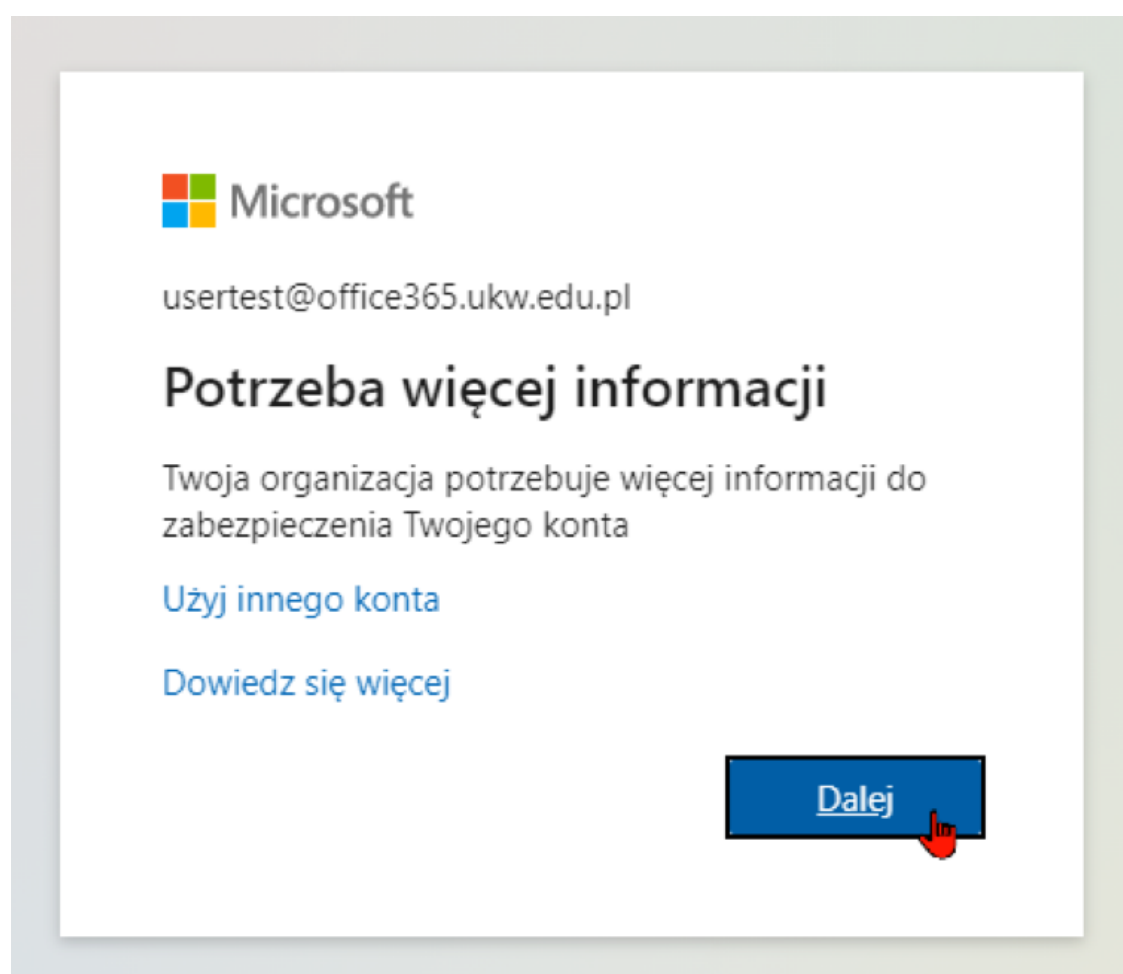 Microsoft
usertest@office365.ukw.edu.pl
Potrzeba więcej informacji
Twoja organizacja potrzebuje więcej informacji do
zabezpieczenia Twojego konta
Użyj innego konta
Dowiedz się więcej
Dalej